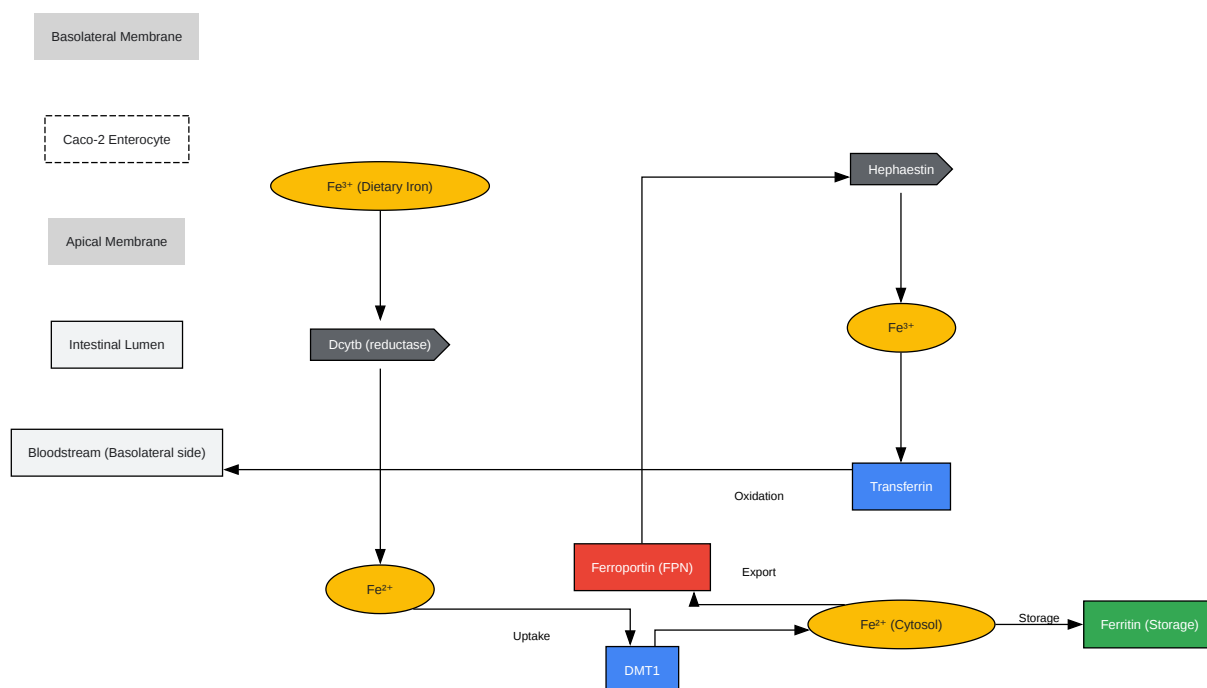 Basolateral Membrane
Caco-2 Enterocyte
Hephaestin
Fe³⁺ (Dietary Iron)
Apical Membrane
Fe³⁺
Dcytb (reductase)
Intestinal Lumen
Bloodstream (Basolateral side)
Transferrin
Oxidation
Ferroportin (FPN)
Export
Fe²⁺
Storage
Fe²⁺ (Cytosol)
Ferritin (Storage)
Uptake
DMT1